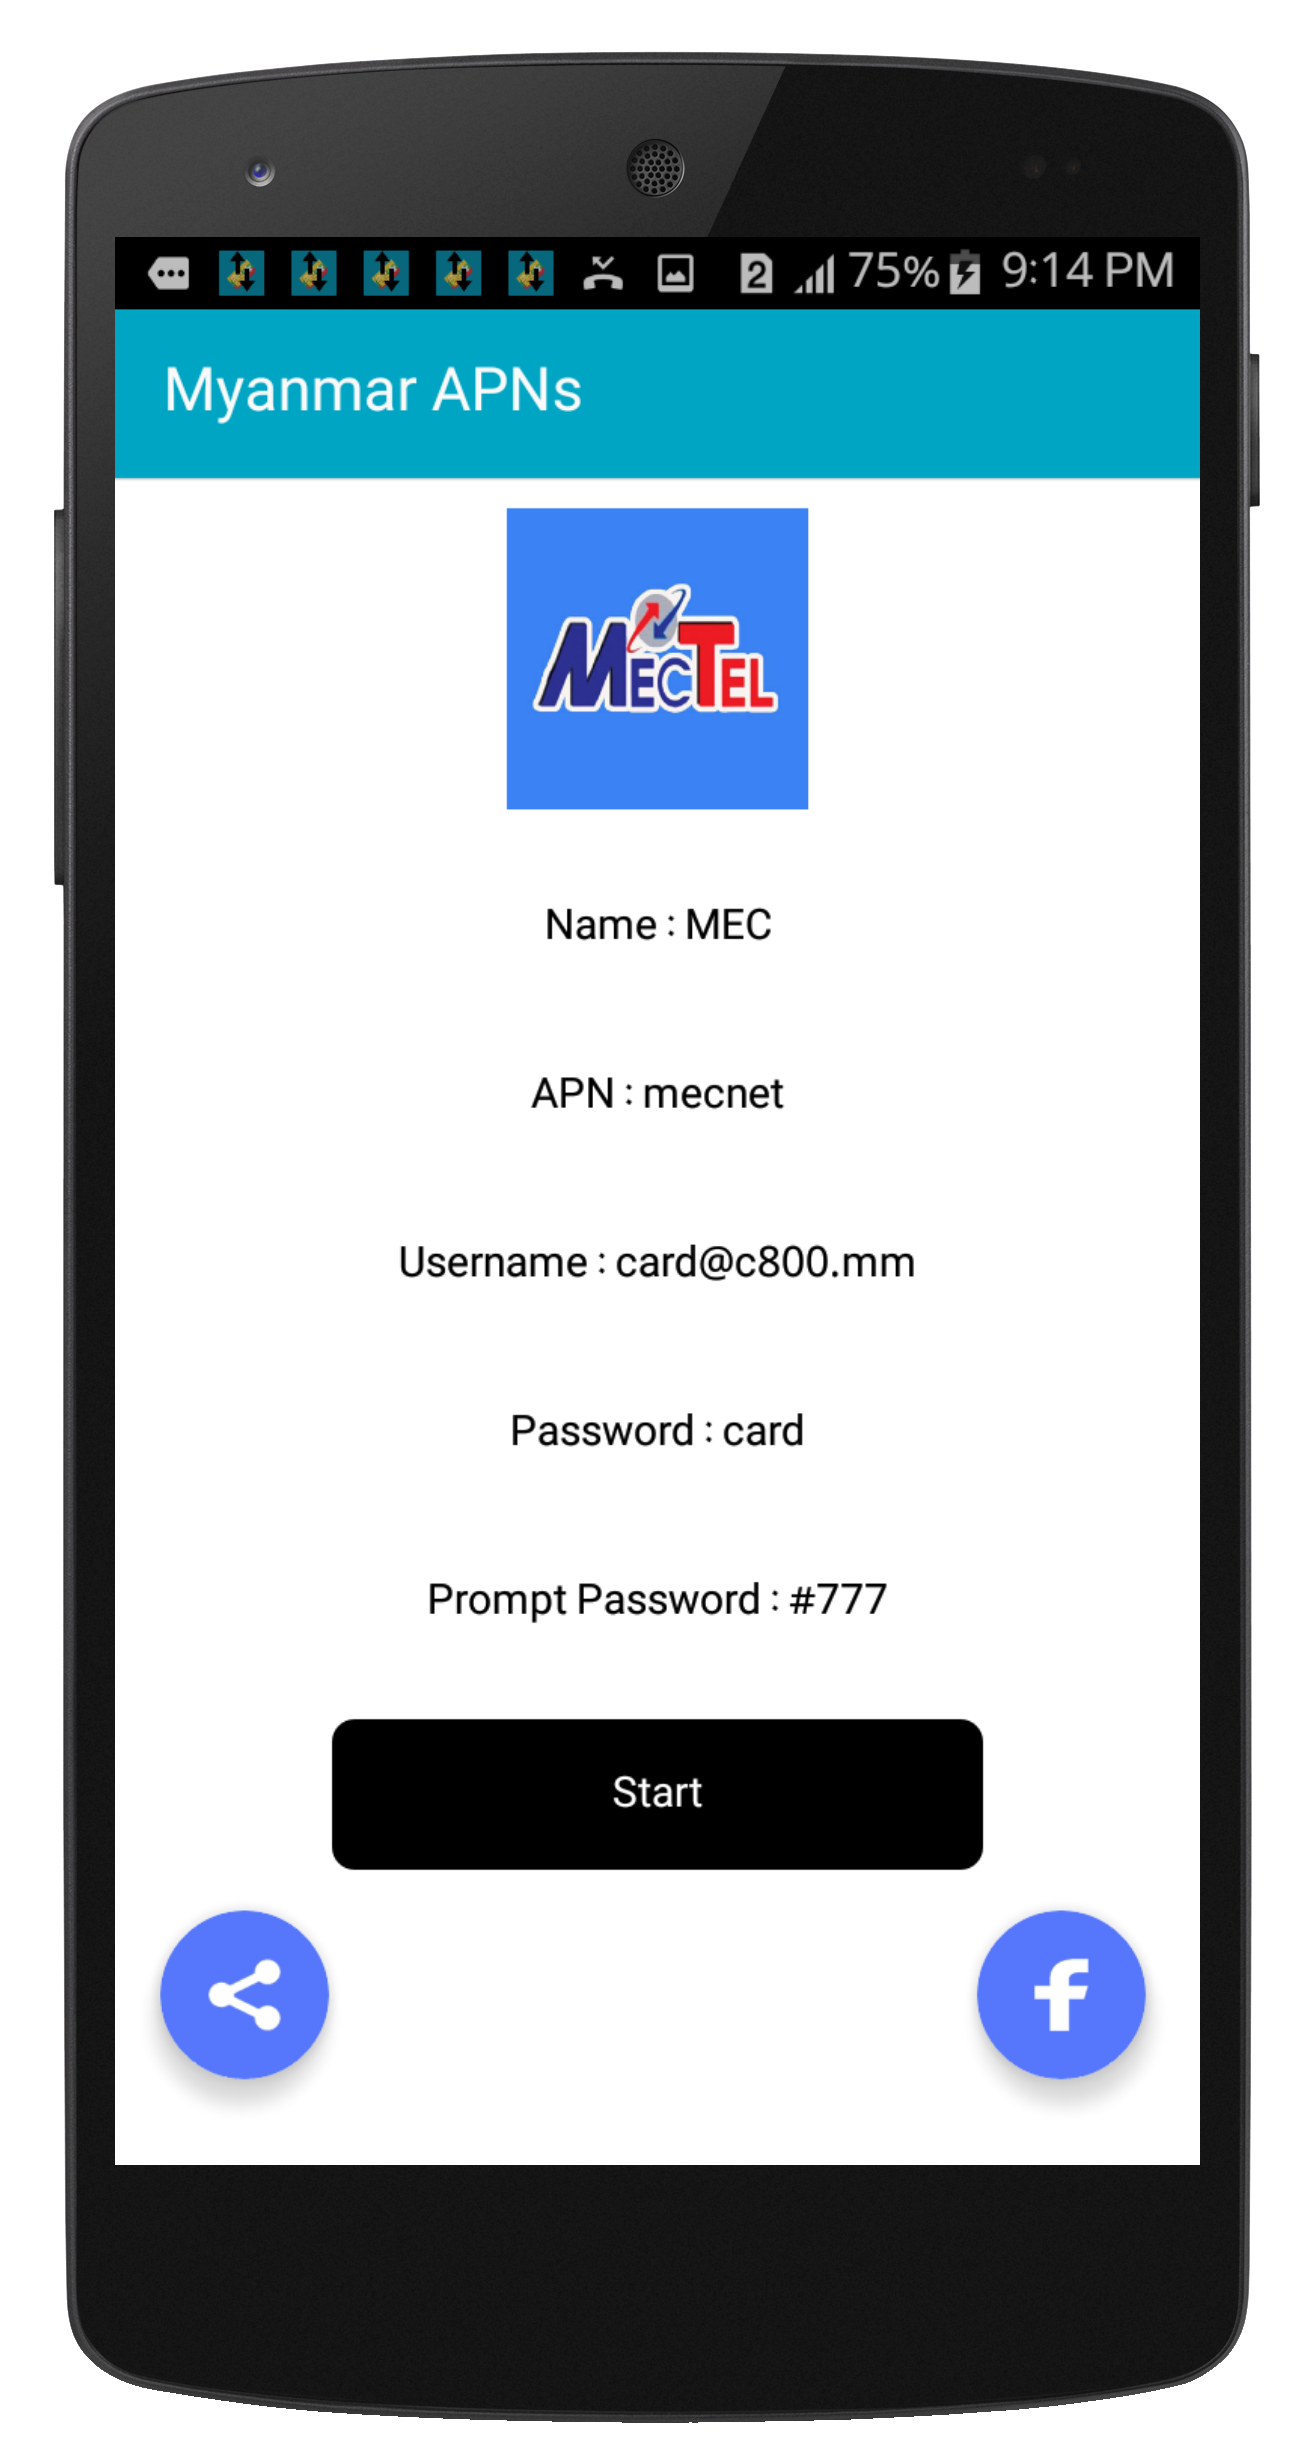 2 75% 9:14 PM
Myanmar APNs
MECTEL
Name : MEC
APN : mecnet
Username : card@c800.mm
Password : card
Prompt Password : #777
Start
f